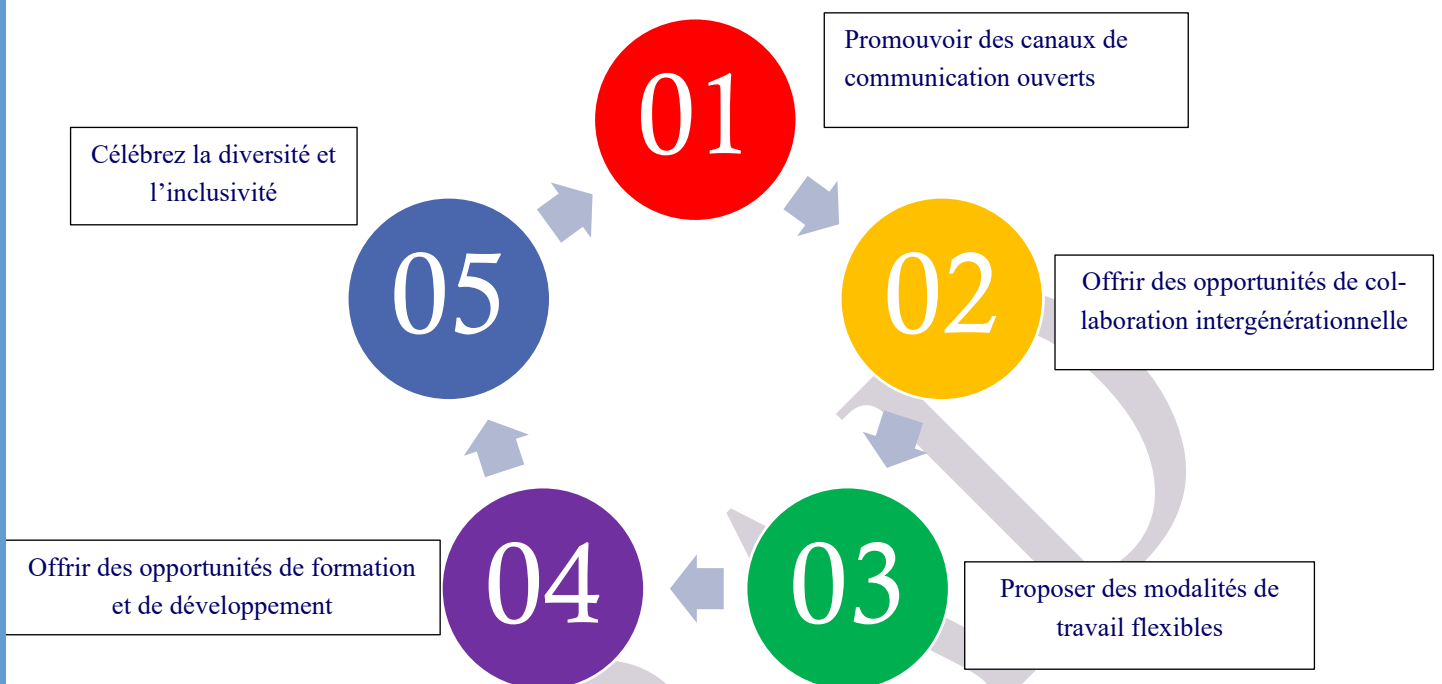 01
Promouvoir des canaux de
communication ouverts
02
Offrir des opportunités de col-
laboration intergénérationnelle
03
Proposer des modalités de
travail flexibles
04
Offrir des opportunités de formation
et de développement
05
Célébrez la diversité et
l’inclusivité